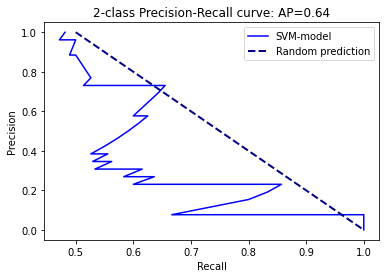 2-class Precision-Recall curve: AP=0.64
SVM-model
Random prediction
Precision
1.0
0.8
0.6
0.4
0.2
0.0
0.5 0.6 0.7 0.8 0.9 1.0
Recall